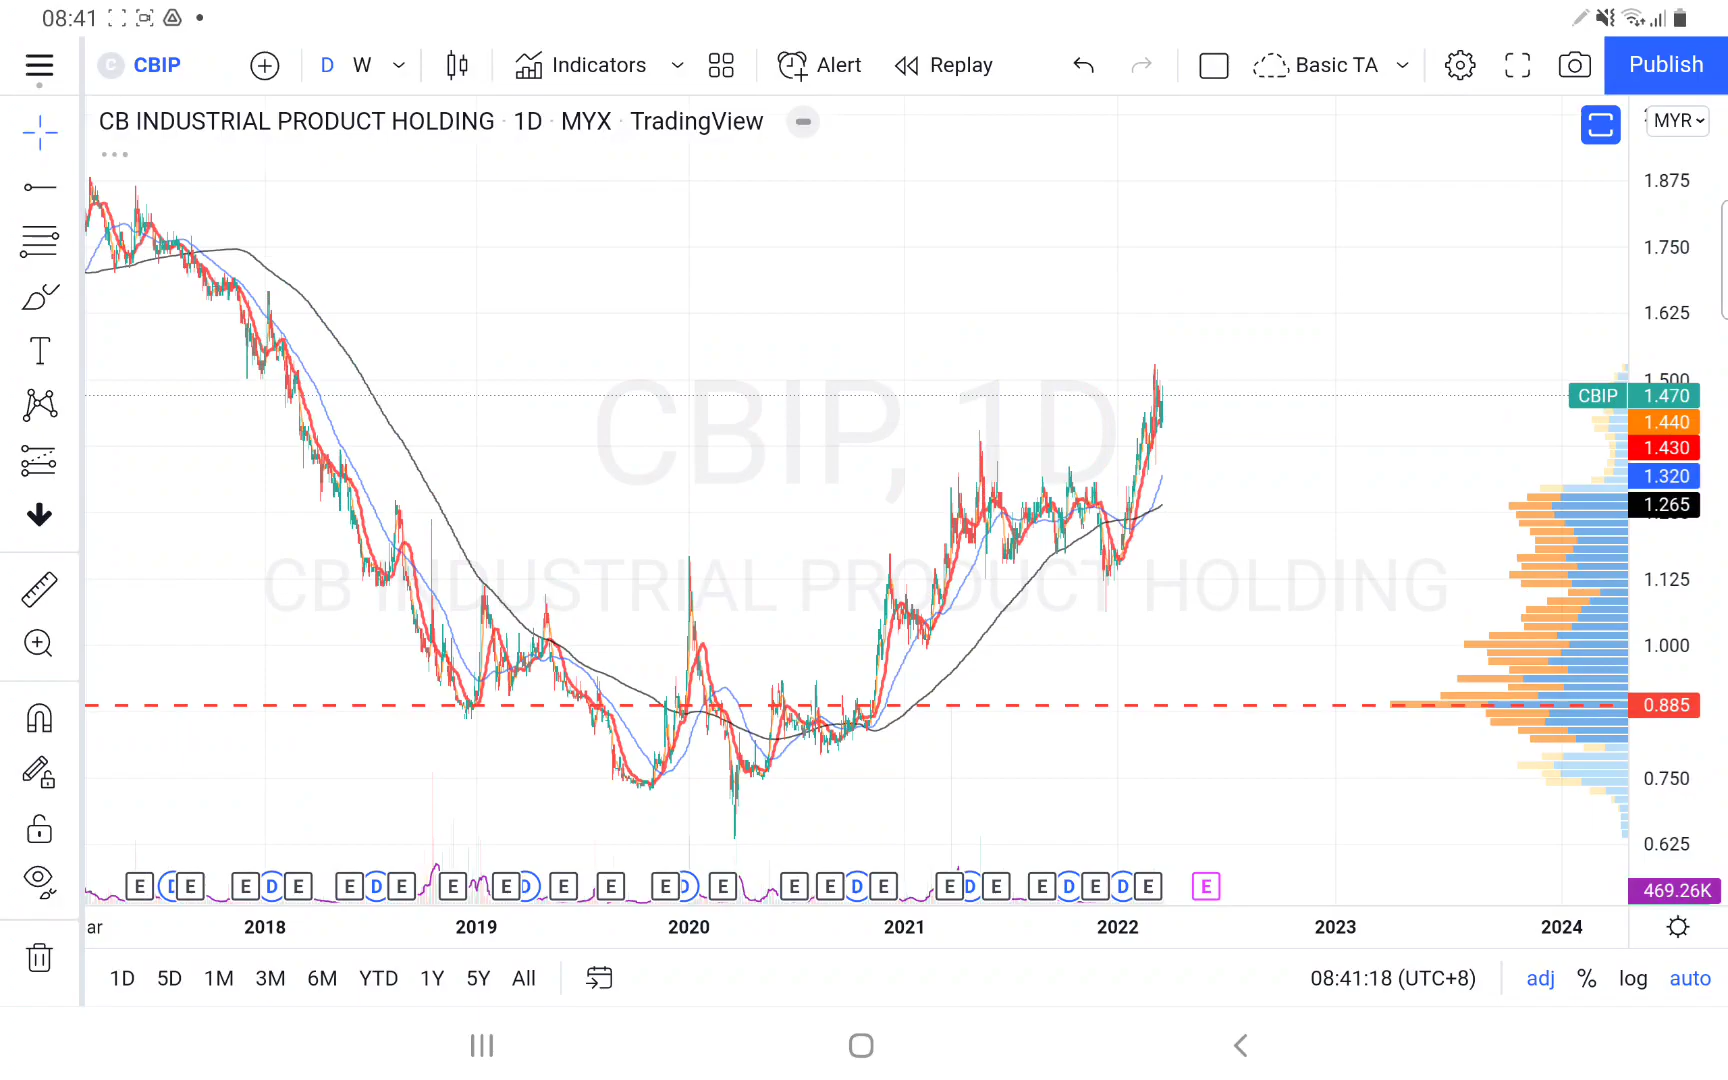 08:41
C CBIP D W Indicators Alert Replay Basic TA Publish
CB INDUSTRIAL PRODUCT HOLDING · 1D · MYX · TradingView
MYR
CBIP, 1D
CB INDUSTRIAL PRODUCT HOLDING
1.875
1.750
1.625
1.500
CBIP 1.470
1.440
1.430
1.320
1.265
1.125
1.000
0.885
0.750
0.625
469.26K
E D E E D E E D E E E D E E E D E E E D E E D E E D E D E E
ar 2018 2019 2020 2021 2022 2023 2024
1D 5D 1M 3M 6M YTD 1Y 5Y All 08:41:18 (UTC+8) adj % log auto